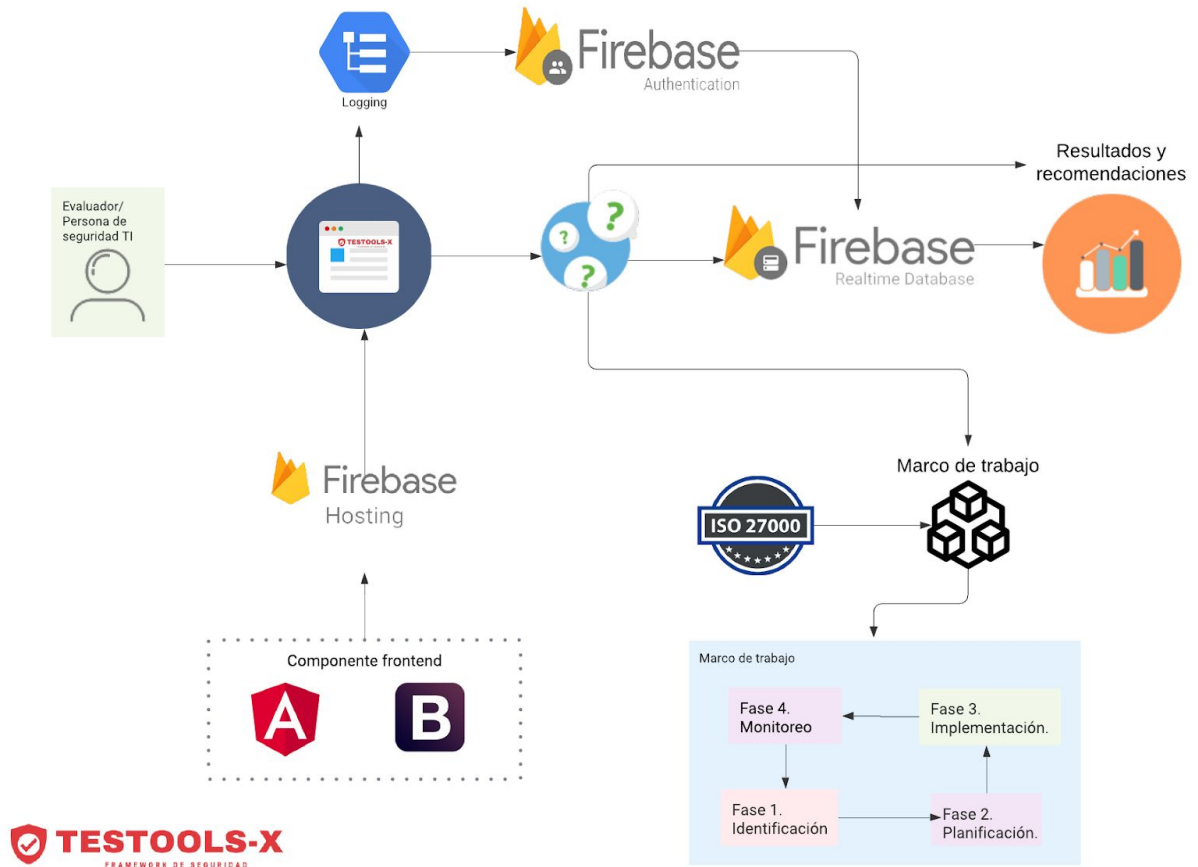 Firebase
Authentication
Logging
Resultados y
recomendaciones
Evaluador/
Persona de
seguridad TI
TESTOOLS-X
?
?
?
Firebase
Realtime Database
Firebase
Hosting
Marco de trabajo
ISO 27000
Componente frontend
A
B
Marco de trabajo
Fase 4.
Monitoreo
Fase 3.
Implementación.
Fase 1.
Identificación
Fase 2.
Planificación.
TESTOOLS-X
FRAMEWORK DE SEGURIDAD